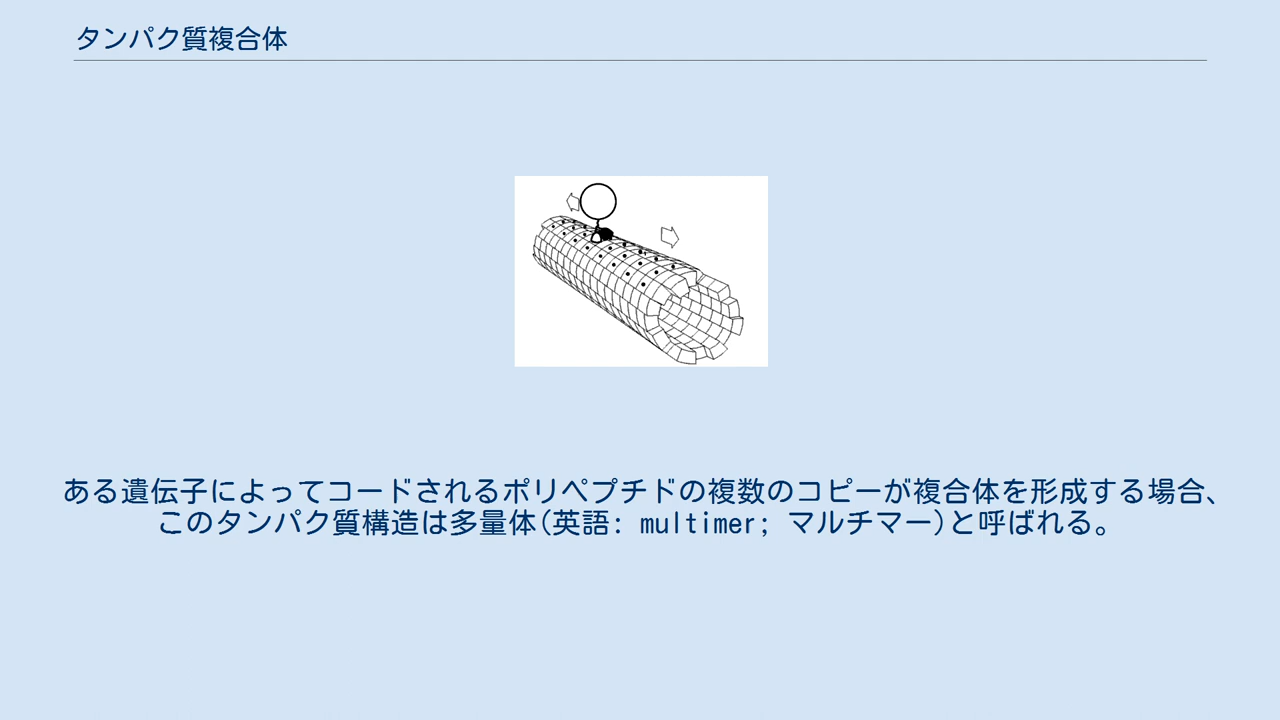 タンパク質複合体
ある遺伝子によってコードされるポリペプチドの複数のコピーが複合体を形成する場合、
このタンパク質構造は多量体(英語: multimer; マルチマー)と呼ばれる。